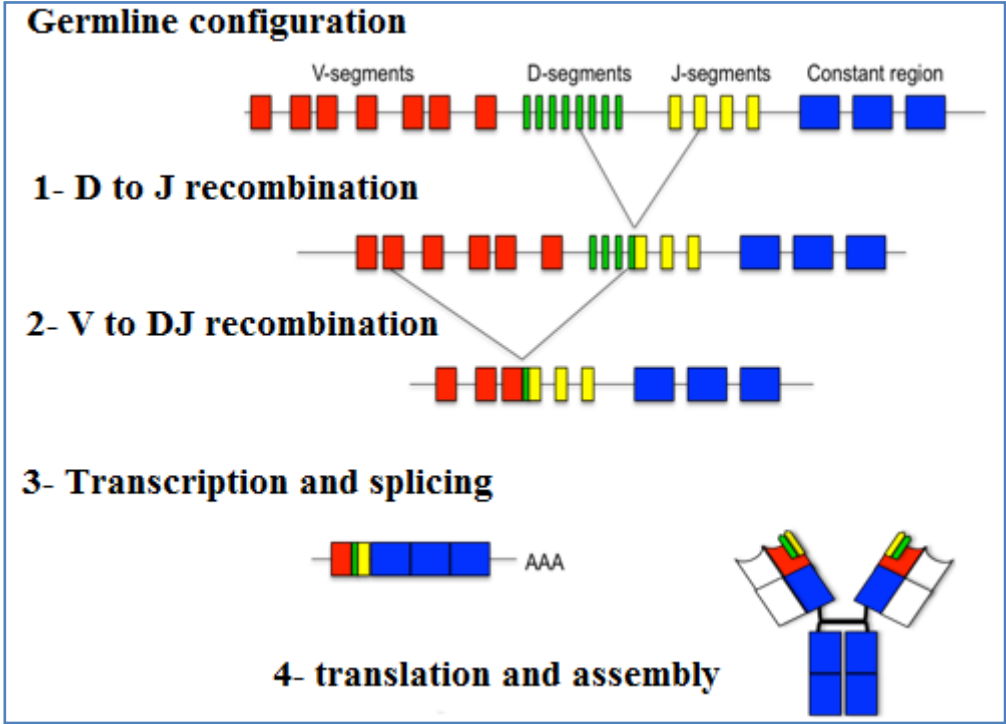 Germline configuration
V-segments D-segments J-segments Constant region
1- D to J recombination
2- V to DJ recombination
3- Transcription and splicing
AAA
4- translation and assembly